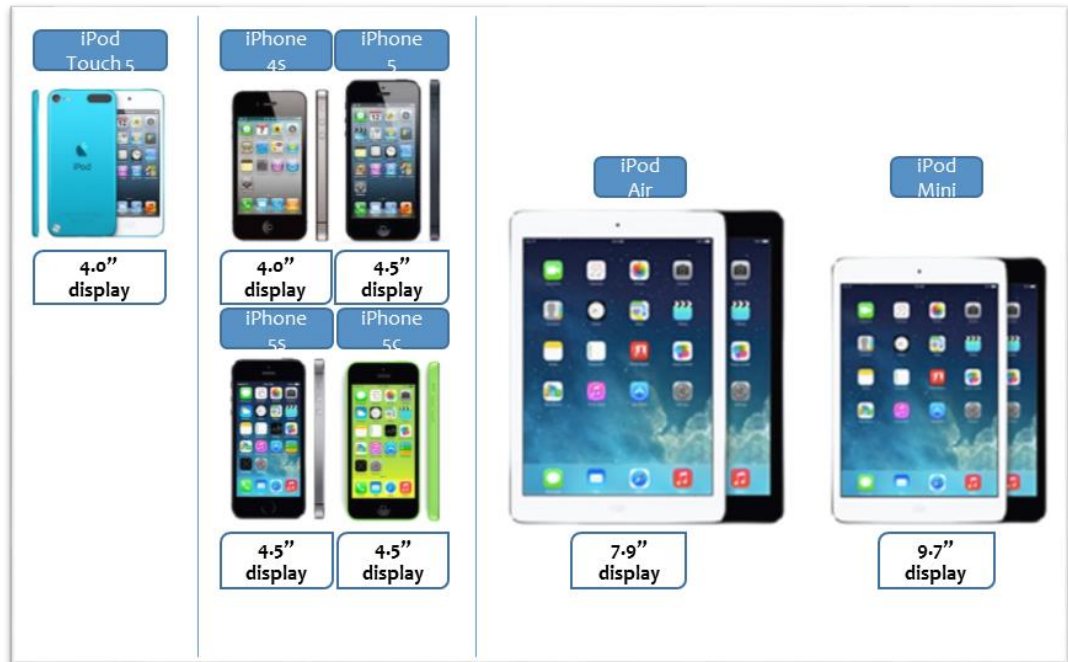 iPod
Touch 5
iPod
4.0”
display
iPhone
4s
iPhone
5
4.0”
display
4.5”
display
iPhone
5s
iPhone
5c
4.5”
display
4.5”
display
iPod
Air
7.9”
display
iPod
Mini
9.7”
display